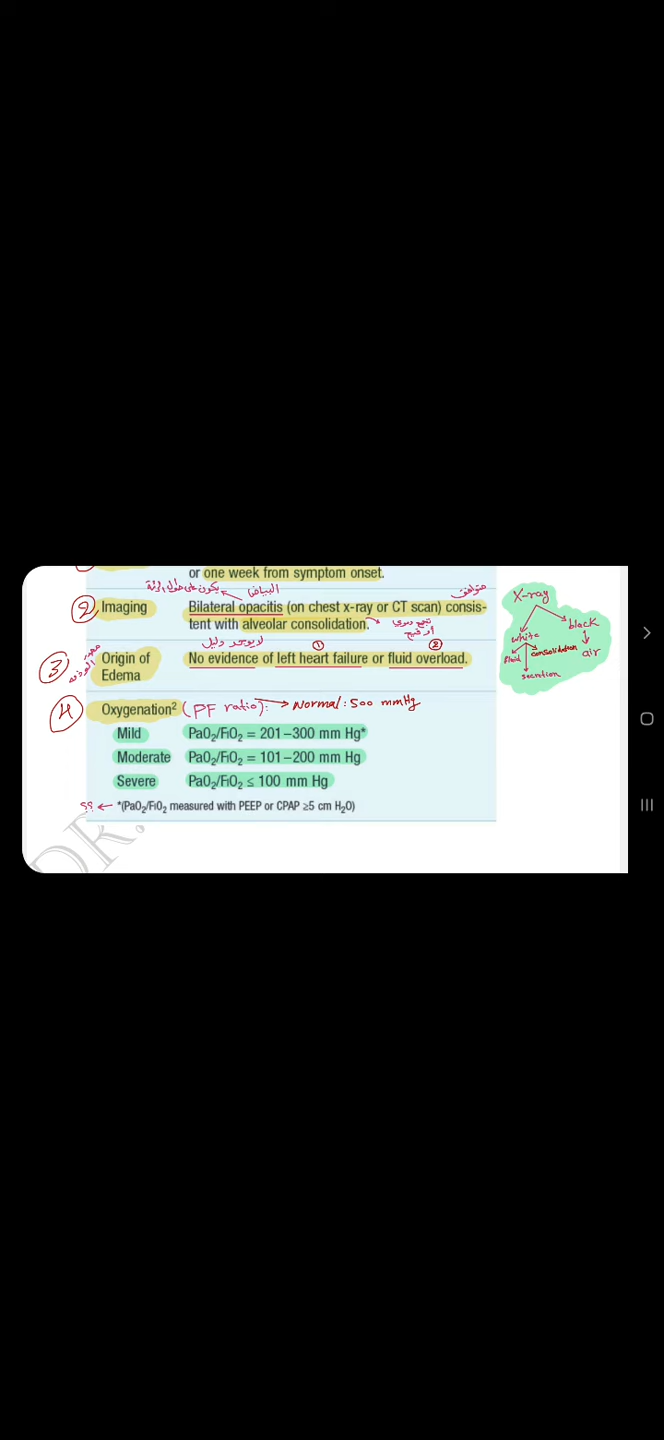 or one week from symptom onset.
البياض يكون على طول الرئة
متوافق
② Imaging Bilateral opacitis (on chest x-ray or CT scan) consis-
tent with alveolar consolidation.
لا يوجد دليل
① ②
③ Origin of Edema No evidence of left heart failure or fluid overload.
④ Oxygenation² (PF ratio): → Normal: 500 mmHg
Mild PaO₂/FiO₂ = 201–300 mm Hg*
Moderate PaO₂/FiO₂ = 101–200 mm Hg
Severe PaO₂/FiO₂ ≤ 100 mm Hg
؟؟ ← *(PaO₂/FiO₂ measured with PEEP or CPAP ≥5 cm H₂O)
X-ray
white black
fluid consolidation air
secretion
DR.